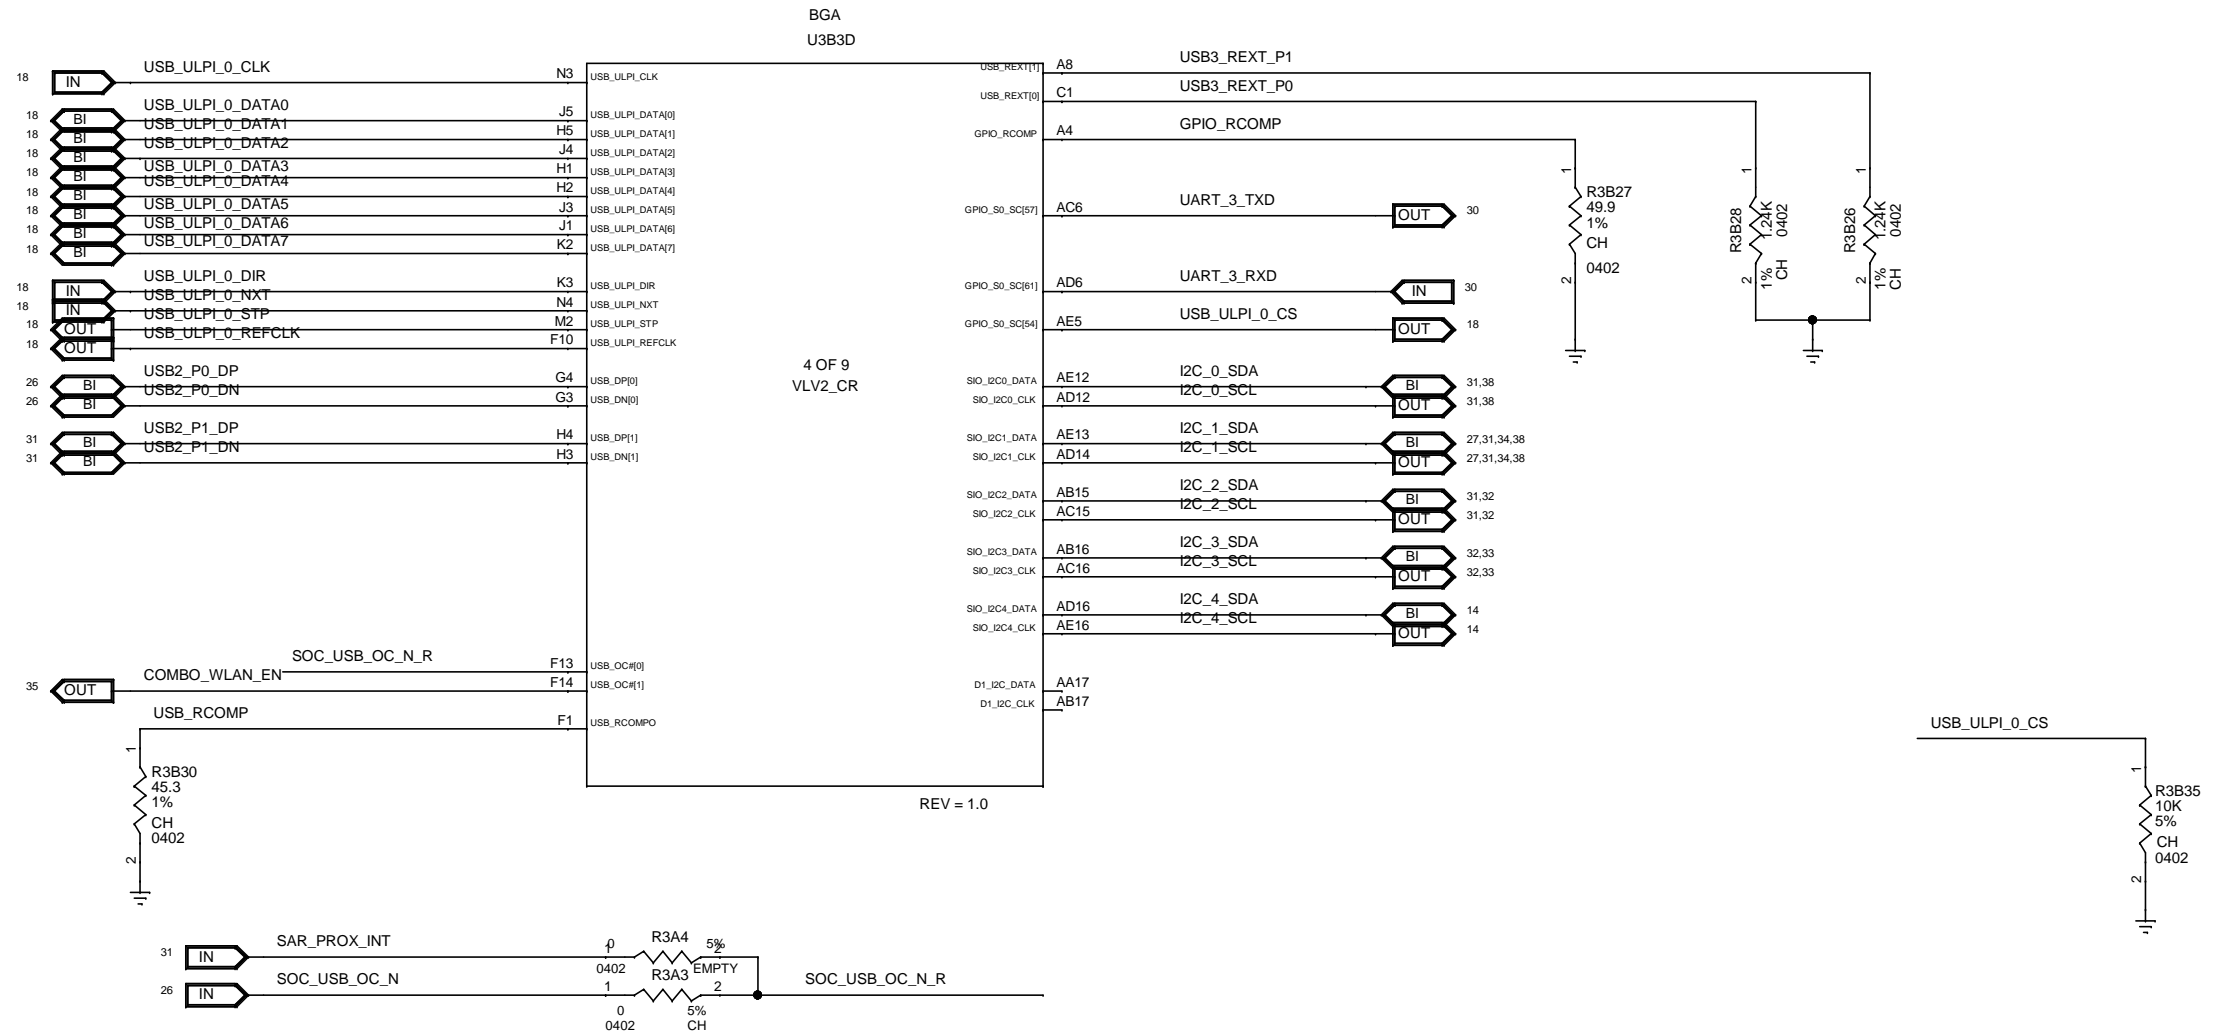 BGA
U3B3D
18 IN USB_ULPI_0_CLK N3 USB_ULPI_CLK
18 BI USB_ULPI_0_DATA0 J5 USB_ULPI_DATA[0]
18 BI USB_ULPI_0_DATA1 H5 USB_ULPI_DATA[1]
18 BI USB_ULPI_0_DATA2 J4 USB_ULPI_DATA[2]
18 BI USB_ULPI_0_DATA3 H1 USB_ULPI_DATA[3]
18 BI USB_ULPI_0_DATA4 H2 USB_ULPI_DATA[4]
18 BI USB_ULPI_0_DATA5 J3 USB_ULPI_DATA[5]
18 BI USB_ULPI_0_DATA6 J1 USB_ULPI_DATA[6]
18 BI USB_ULPI_0_DATA7 K2 USB_ULPI_DATA[7]
18 IN USB_ULPI_0_DIR K3 USB_ULPI_DIR
18 IN USB_ULPI_0_NXT N4 USB_ULPI_NXT
18 OUT USB_ULPI_0_STP M2 USB_ULPI_STP
18 OUT USB_ULPI_0_REFCLK F10 USB_ULPI_REFCLK
26 BI USB2_P0_DP G4 USB_DP[0]
26 BI USB2_P0_DN G3 USB_DN[0]
31 BI USB2_P1_DP H4 USB_DP[1]
31 BI USB2_P1_DN H3 USB_DN[1]
SOC_USB_OC_N_R F13 USB_OC#[0]
35 OUT COMBO_WLAN_EN F14 USB_OC#[1]
USB_RCOMP F1 USB_RCOMPO
1
R3B30
45.3
1%
CH
0402
2
4 OF 9
VLV2_CR
REV = 1.0
USB_REXT[1] A8 USB3_REXT_P1
USB_REXT[0] C1 USB3_REXT_P0
GPIO_RCOMP A4 GPIO_RCOMP
GPIO_S0_SC[57] AC6 UART_3_TXD OUT 30
GPIO_S0_SC[61] AD6 UART_3_RXD IN 30
GPIO_S0_SC[54] AE5 USB_ULPI_0_CS OUT 18
SIO_I2C0_DATA AE12 I2C_0_SDA BI 31,38
SIO_I2C0_CLK AD12 I2C_0_SCL OUT 31,38
SIO_I2C1_DATA AE13 I2C_1_SDA BI 27,31,34,38
SIO_I2C1_CLK AD14 I2C_1_SCL OUT 27,31,34,38
SIO_I2C2_DATA AB15 I2C_2_SDA BI 31,32
SIO_I2C2_CLK AC15 I2C_2_SCL OUT 31,32
SIO_I2C3_DATA AB16 I2C_3_SDA BI 32,33
SIO_I2C3_CLK AC16 I2C_3_SCL OUT 32,33
SIO_I2C4_DATA AD16 I2C_4_SDA BI 14
SIO_I2C4_CLK AE16 I2C_4_SCL OUT 14
D1_I2C_DATA AA17
D1_I2C_CLK AB17
1
R3B27
49.9
1%
CH
0402
2
1
R3B28
1.24K
0402
2
1%
CH
1
R3B26
1.24K
0402
2
1%
CH
USB_ULPI_0_CS
1
R3B35
10K
5%
CH
0402
2
31 IN SAR_PROX_INT 1 0 R3A4 5% 2
0402 EMPTY
26 IN SOC_USB_OC_N 1 R3A3 2 SOC_USB_OC_N_R
0 5%
0402 CH